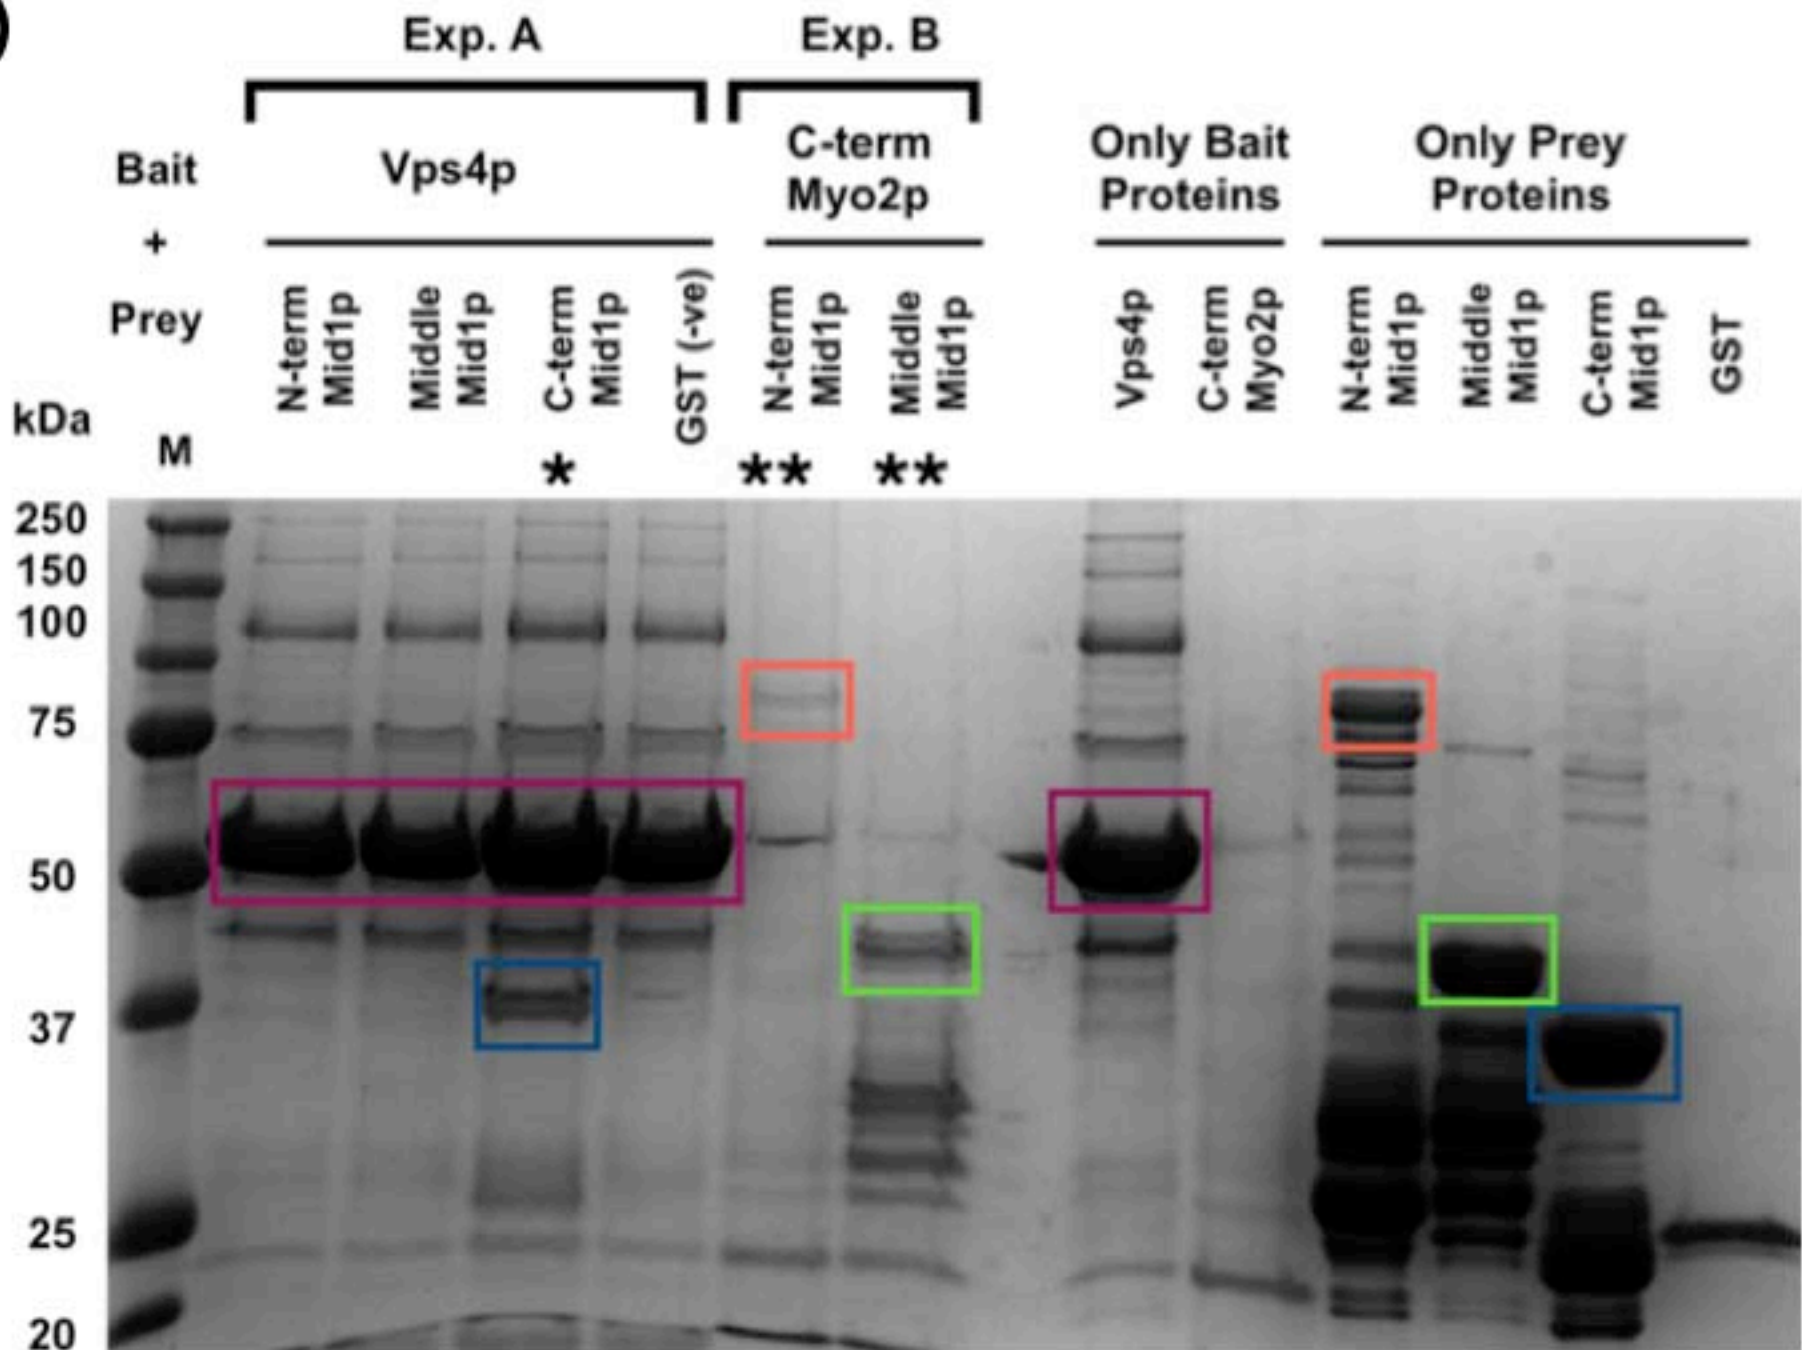 )
Exp. A
Exp. B
Bait
+
Prey
Vps4p
C-term
Myo2p
Only Bait
Proteins
Only Prey
Proteins
N-term
Mid1p
Middle
Mid1p
C-term
Mid1p
GST (-ve)
N-term
Mid1p
Middle
Mid1p
Vps4p
C-term
Myo2p
N-term
Mid1p
Middle
Mid1p
C-term
Mid1p
GST
kDa
M
*
**
**
250
150
100
75
50
37
25
20